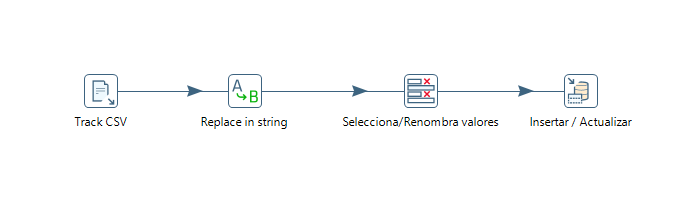 A
B
Track CSV
Replace in string
Selecciona/Renombra valores
Insertar / Actualizar